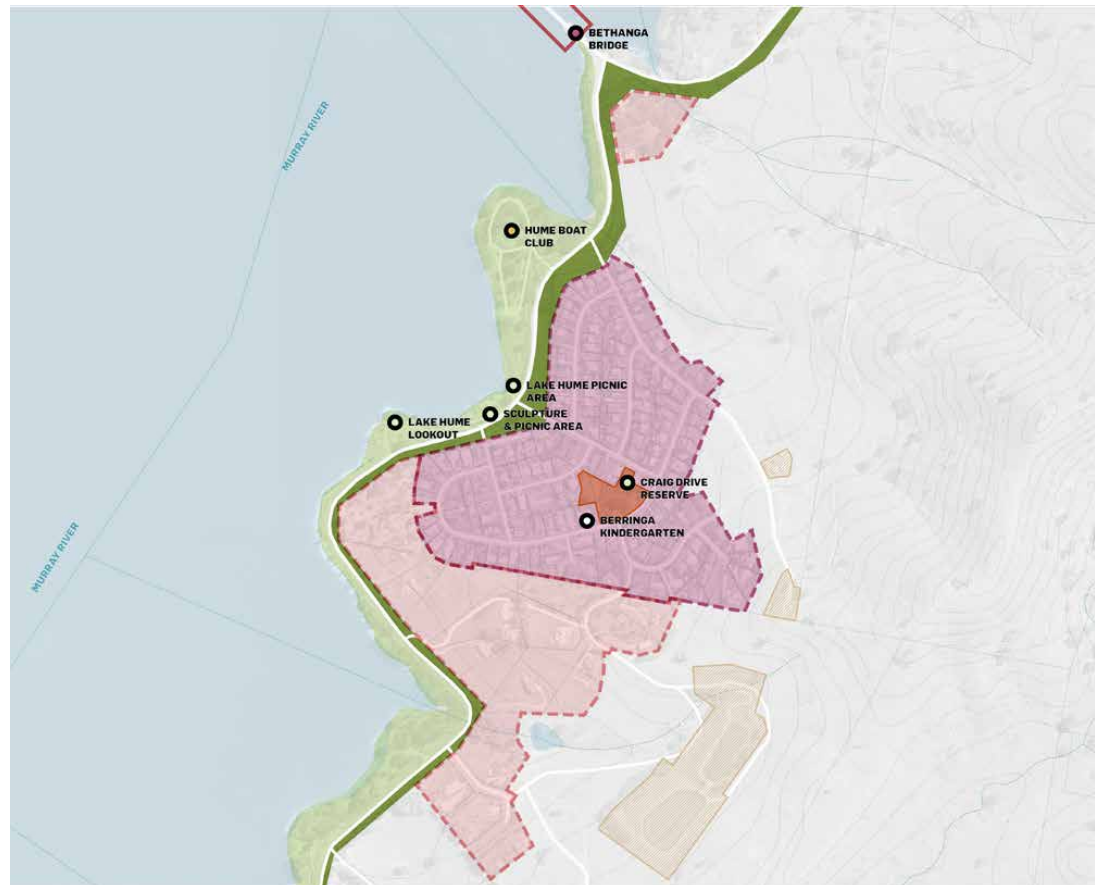 BETHANGA
BRIDGE
MURRAY RIVER
HUME BOAT
CLUB
LAKE HUME PICNIC
AREA
SCULPTURE
& PICNIC AREA
LAKE HUME
LOOKOUT
CRAIG DRIVE
RESERVE
BERRINGA
KINDERGARTEN
MURRAY RIVER